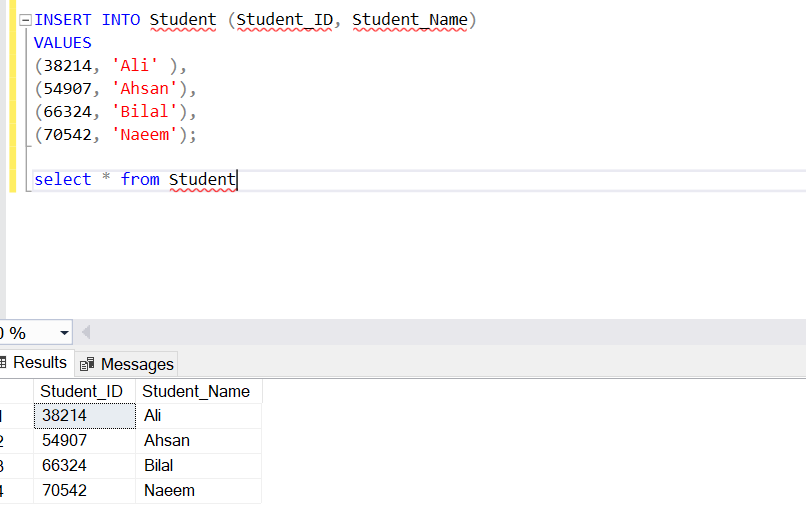 INSERT INTO Student (Student_ID, Student_Name)
VALUES
(38214, 'Ali' ),
(54907, 'Ahsan'),
(66324, 'Bilal'),
(70542, 'Naeem');
select * from Student
0 %
Results Messages
Student_ID Student_Name
1 38214 Ali
2 54907 Ahsan
3 66324 Bilal
4 70542 Naeem